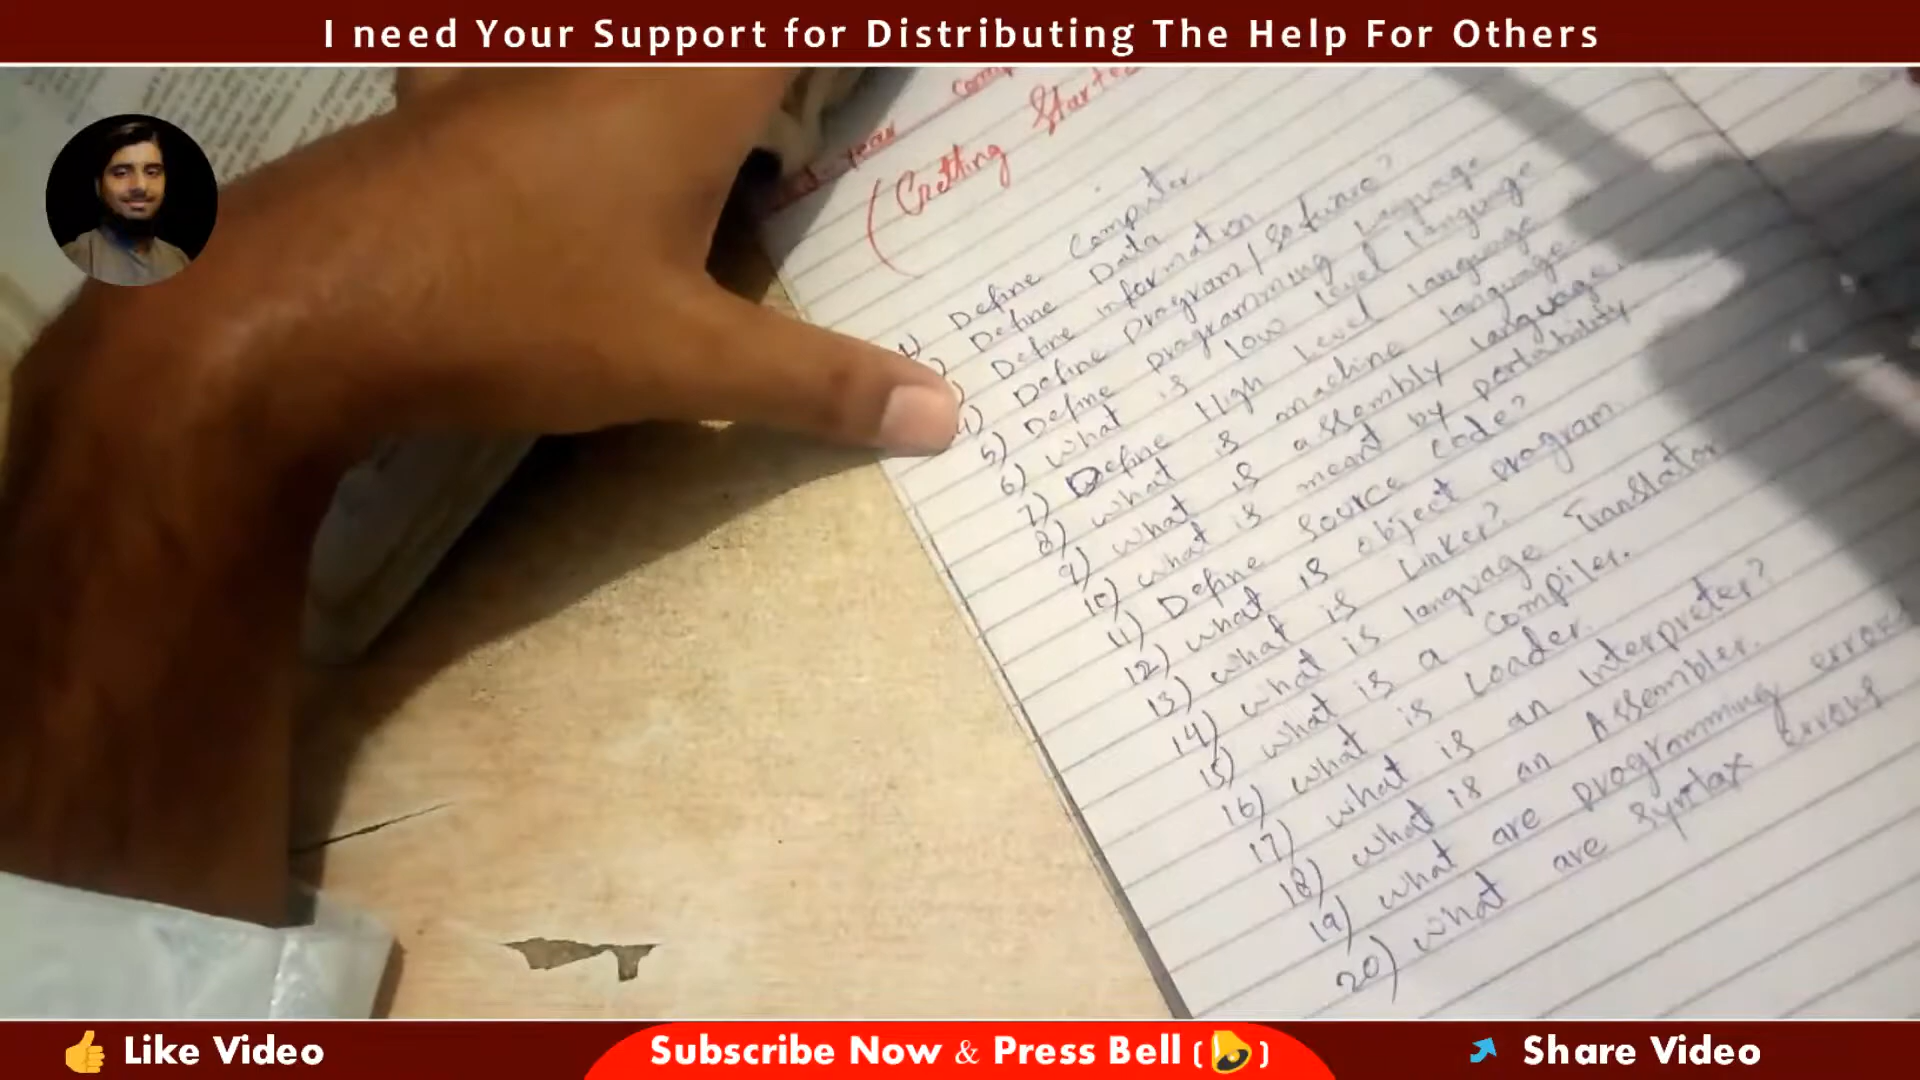 I need Your Support for Distributing The Help For Others
(Getting Started
1) Define Computer
) Define Data
) Define information
4) Define program / software?
5) Define programming language
6) what is low level language
7) Define High level language
8) what is machine language.
9) what is assembly language.
10) what is meant by portability
11) Define source code?
12) what is object program.
13) what is Linker?
14) what is language Translator
15) what is a compiler.
16) what is Loader.
17) what is an interpreter?
18) what is an Assembler.
19) what are programming errors
20) what are syntax errors
Like Video
Subscribe Now & Press Bell ( )
Share Video